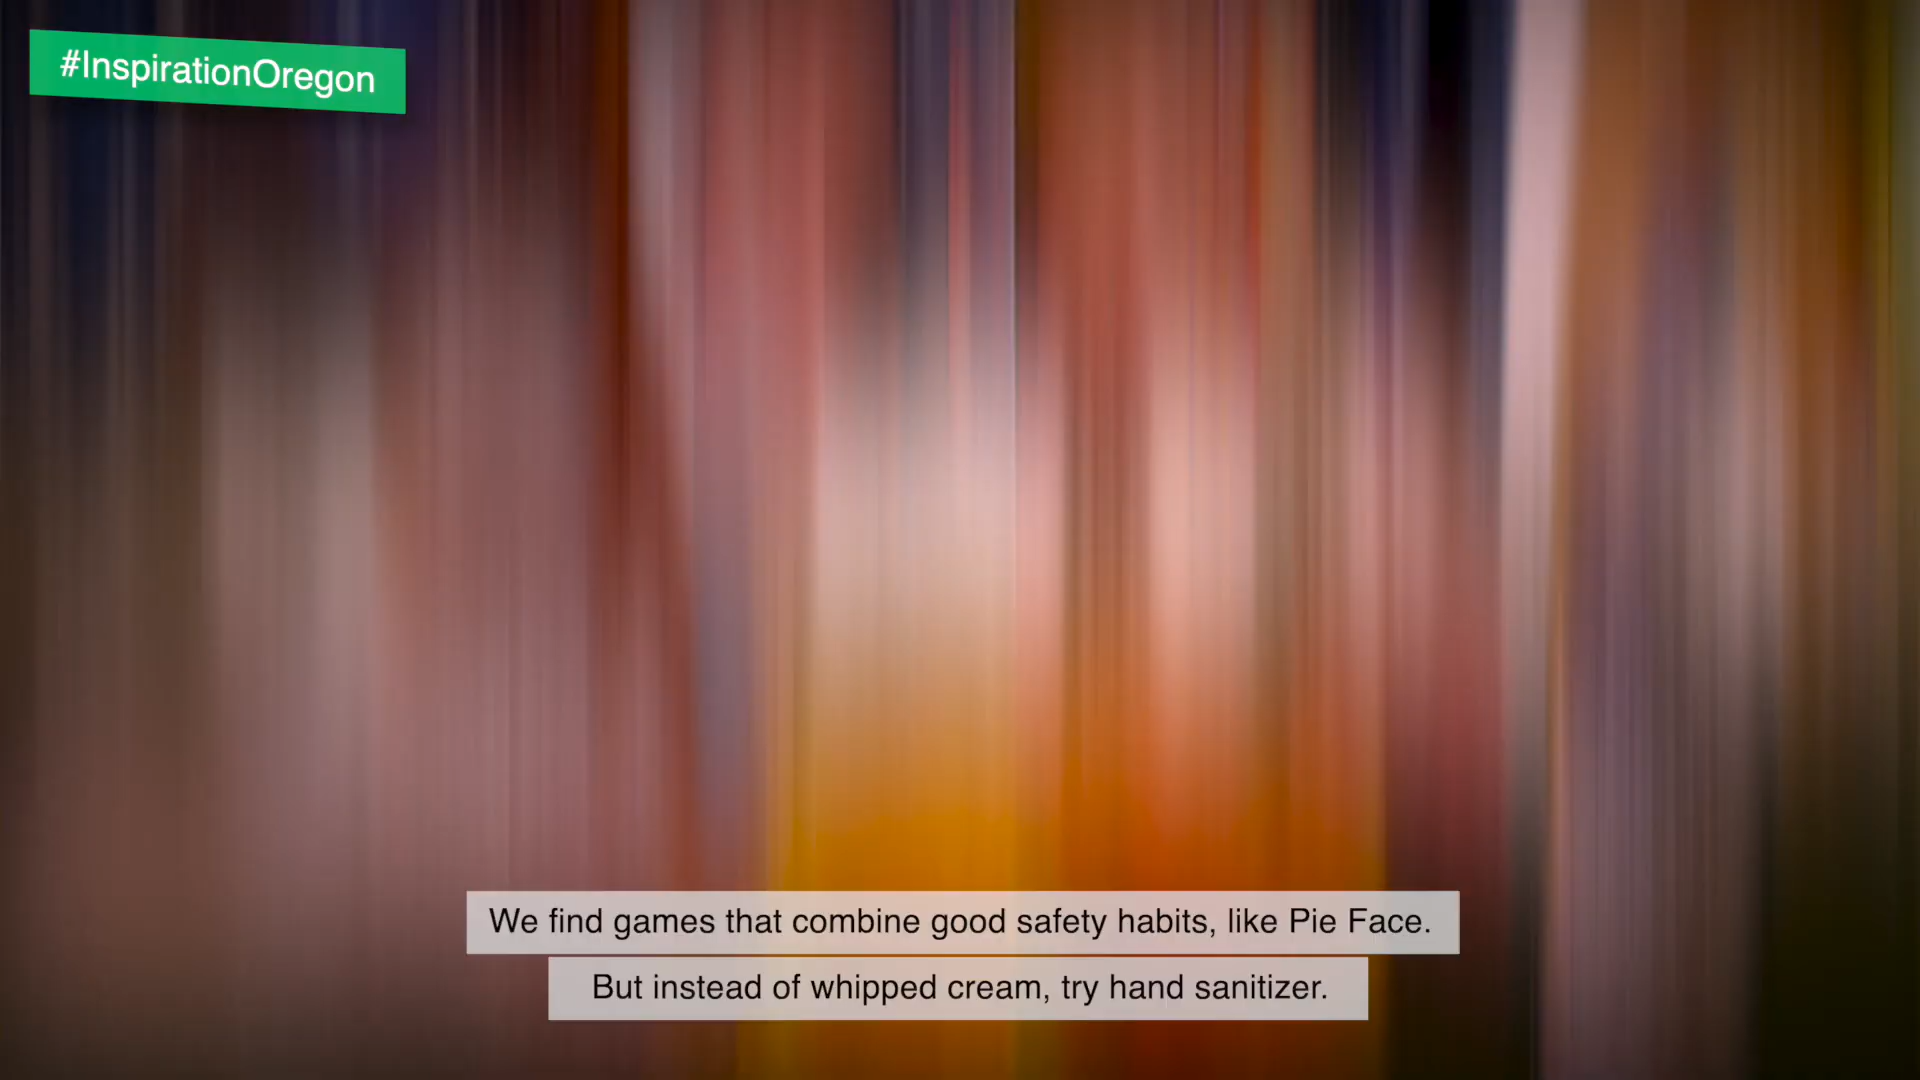 #InspirationOregon
We find games that combine good safety habits, like Pie Face.
But instead of whipped cream, try hand sanitizer.